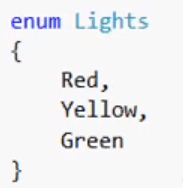 enum Lights
{
    Red,
    Yellow,
    Green
}